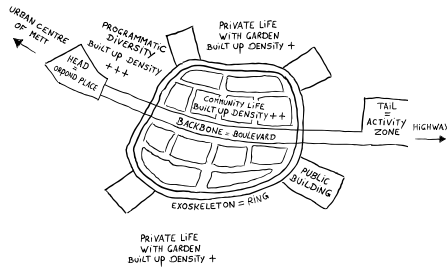 URBAN CENTRE
OF METT
PROGRAMMATIC
DIVERSITY
BUILT UP DENSITY
+++
PRIVATE LIFE
WITH GARDEN
BUILT UP DENSITY +
HEAD
=
ORPOND PLACE
COMMUNITY LIFE
BUILT UP DENSITY ++
BACKBONE = BOULEVARD
TAIL
=
ACTIVITY
ZONE
HIGHWAY
PUBLIC
BUILDING
EXOSKELETON = RING
PRIVATE LIFE
WITH GARDEN
BUILT UP DENSITY +